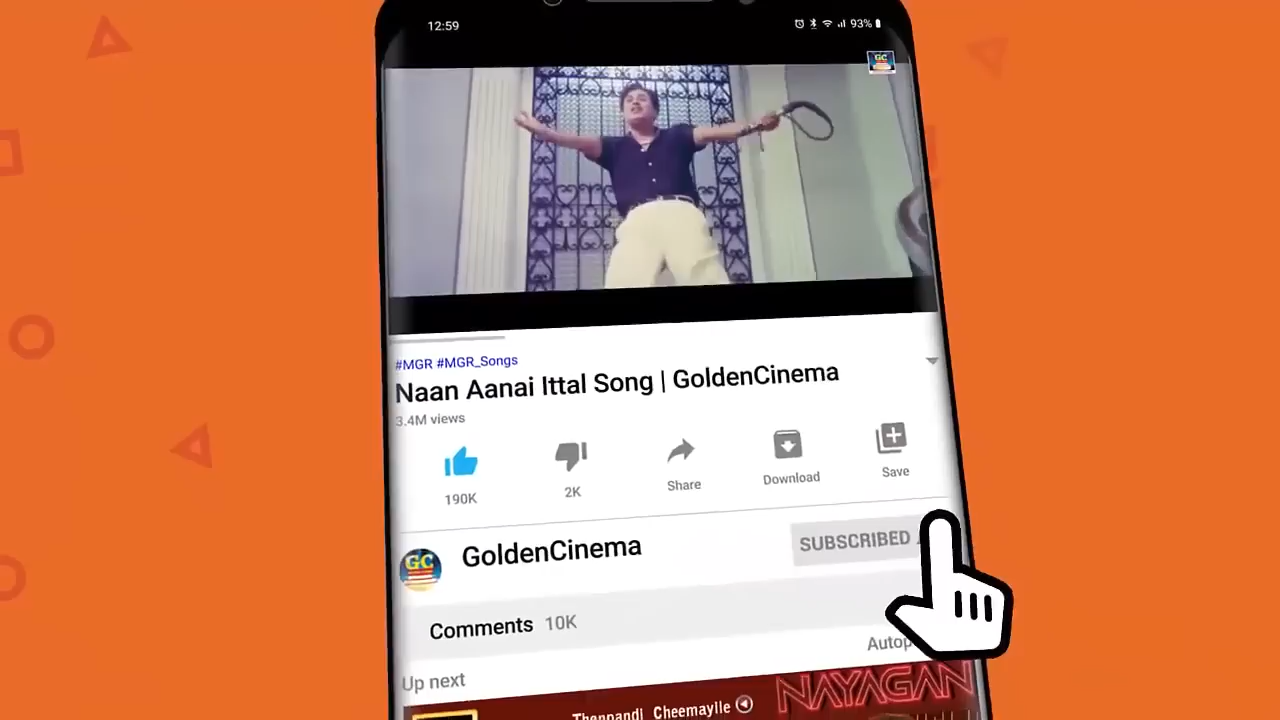 12:59
93%
GC
#MGR #MGR_Songs
Naan Aanai Ittal Song | GoldenCinema
3.4M views
190K
2K
Share
Download
Save
GC
GoldenCinema
SUBSCRIBED
Comments 10K
Autop
Up next
NAYAGAN
Thenpandi Cheemayile